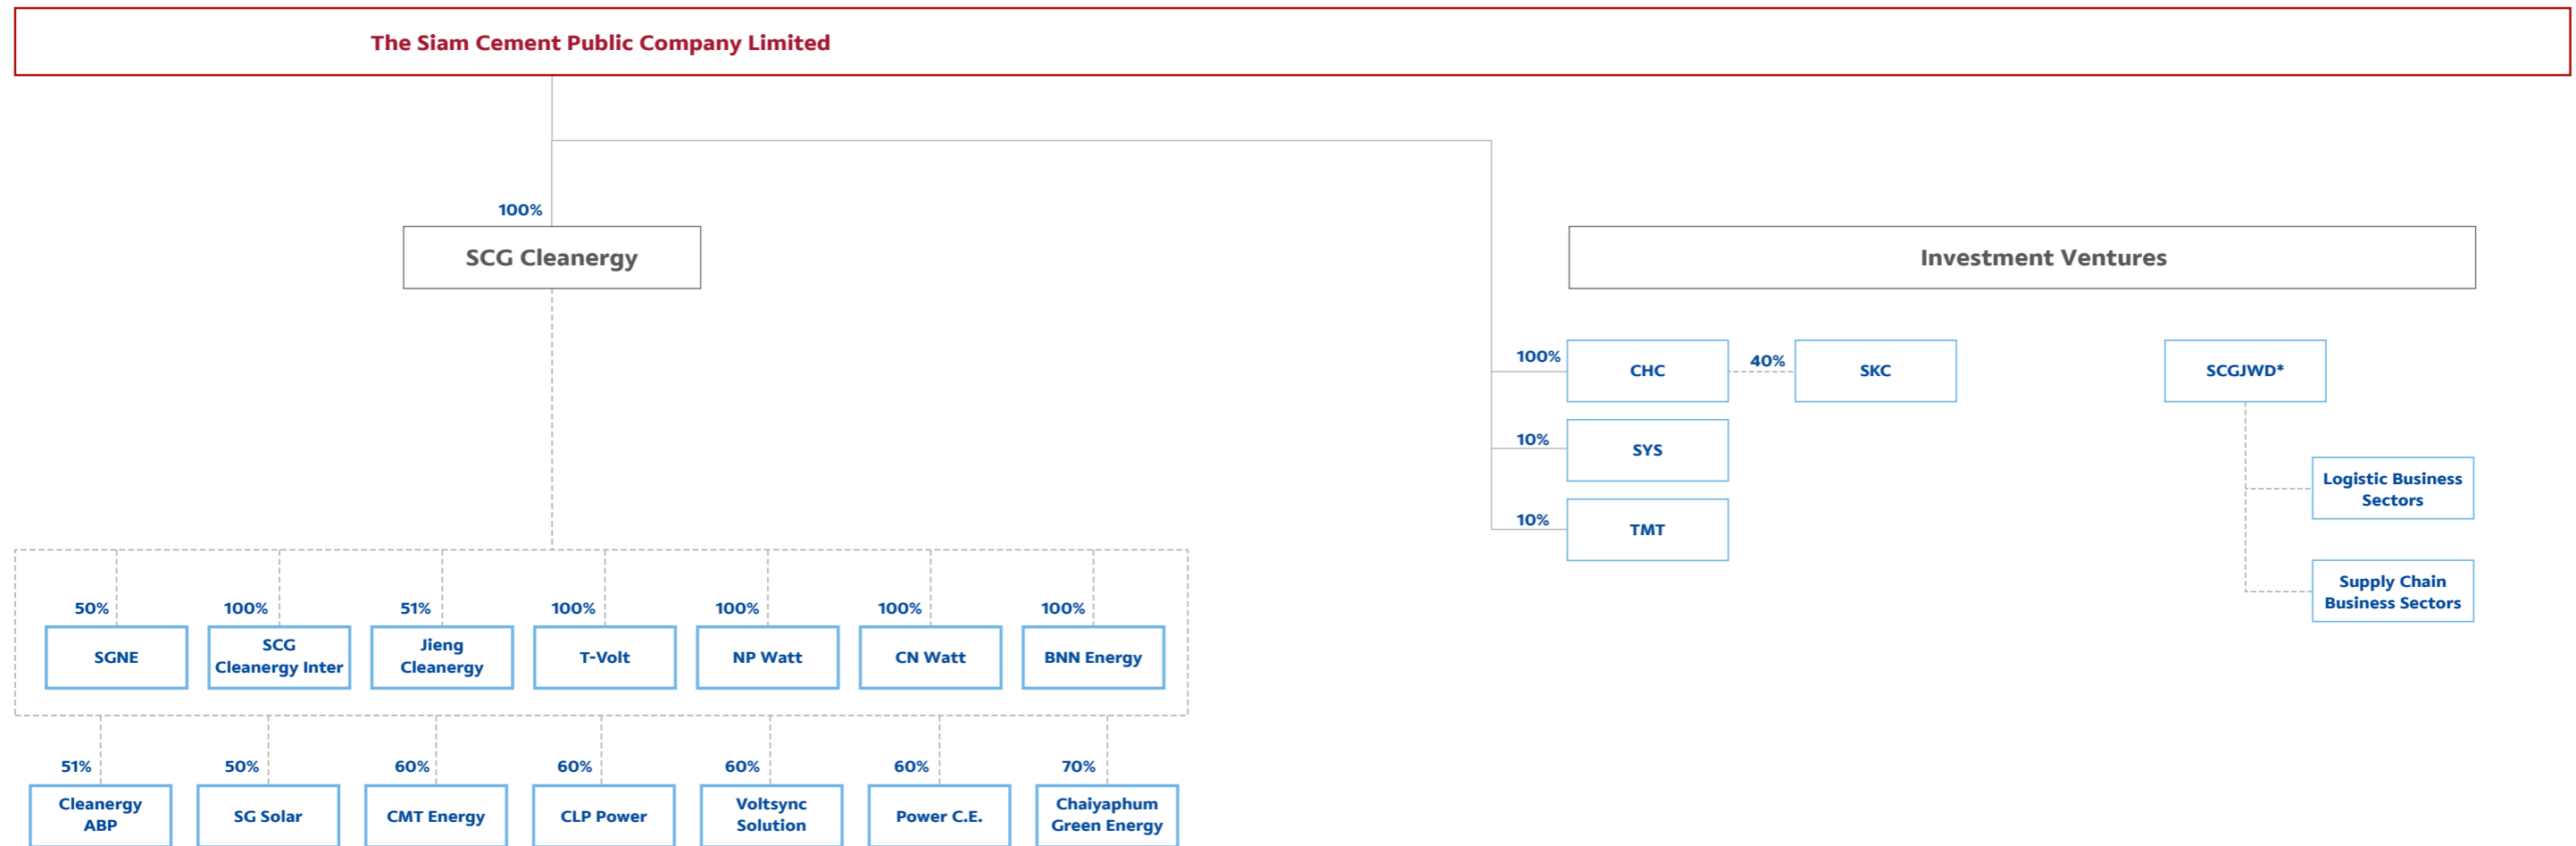 The Siam Cement Public Company Limited
100%
SCG Cleanergy
Investment Ventures
100%
CHC
40%
SKC
SCGJWD*
10%
SYS
Logistic Business
Sectors
10%
TMT
Supply Chain
Business Sectors
50%
100%
51%
100%
100%
100%
100%
SGNE
SCG
Cleanergy Inter
Jieng
Cleanergy
T-Volt
NP Watt
CN Watt
BNN Energy
51%
50%
60%
60%
60%
60%
70%
Cleanergy
ABP
SG Solar
CMT Energy
CLP Power
Voltsync
Solution
Power C.E.
Chaiyaphum
Green Energy